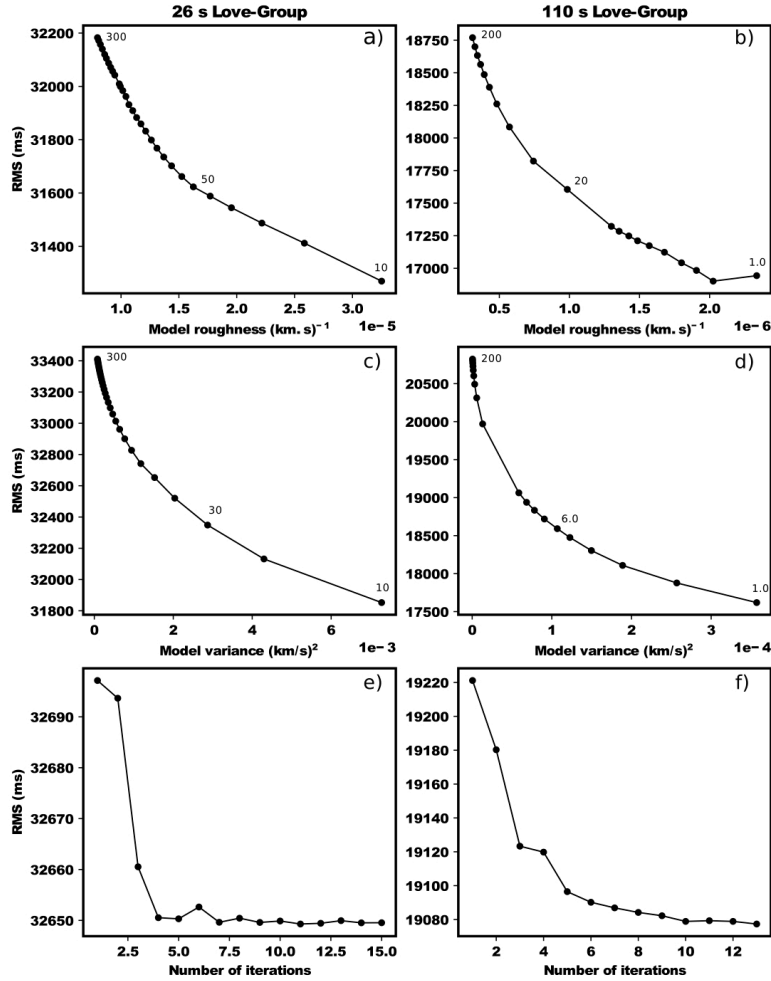 26 s Love-Group
110 s Love-Group
a)
300
50
10
32200
32000
31800
31600
31400
RMS (ms)
1.0 1.5 2.0 2.5 3.0
Model roughness (km. s)⁻¹
1e−5
b)
200
20
1.0
18750
18500
18250
18000
17750
17500
17250
17000
0.5 1.0 1.5 2.0
Model roughness (km. s)⁻¹
1e−6
c)
300
30
10
33400
33200
33000
32800
32600
32400
32200
32000
31800
RMS (ms)
0 2 4 6
Model variance (km/s)²
1e−3
d)
200
6.0
1.0
20500
20000
19500
19000
18500
18000
17500
0 1 2 3
Model variance (km/s)²
1e−4
e)
32690
32680
32670
32660
32650
RMS (ms)
2.5 5.0 7.5 10.0 12.5 15.0
Number of iterations
f)
19220
19200
19180
19160
19140
19120
19100
19080
2 4 6 8 10 12
Number of iterations